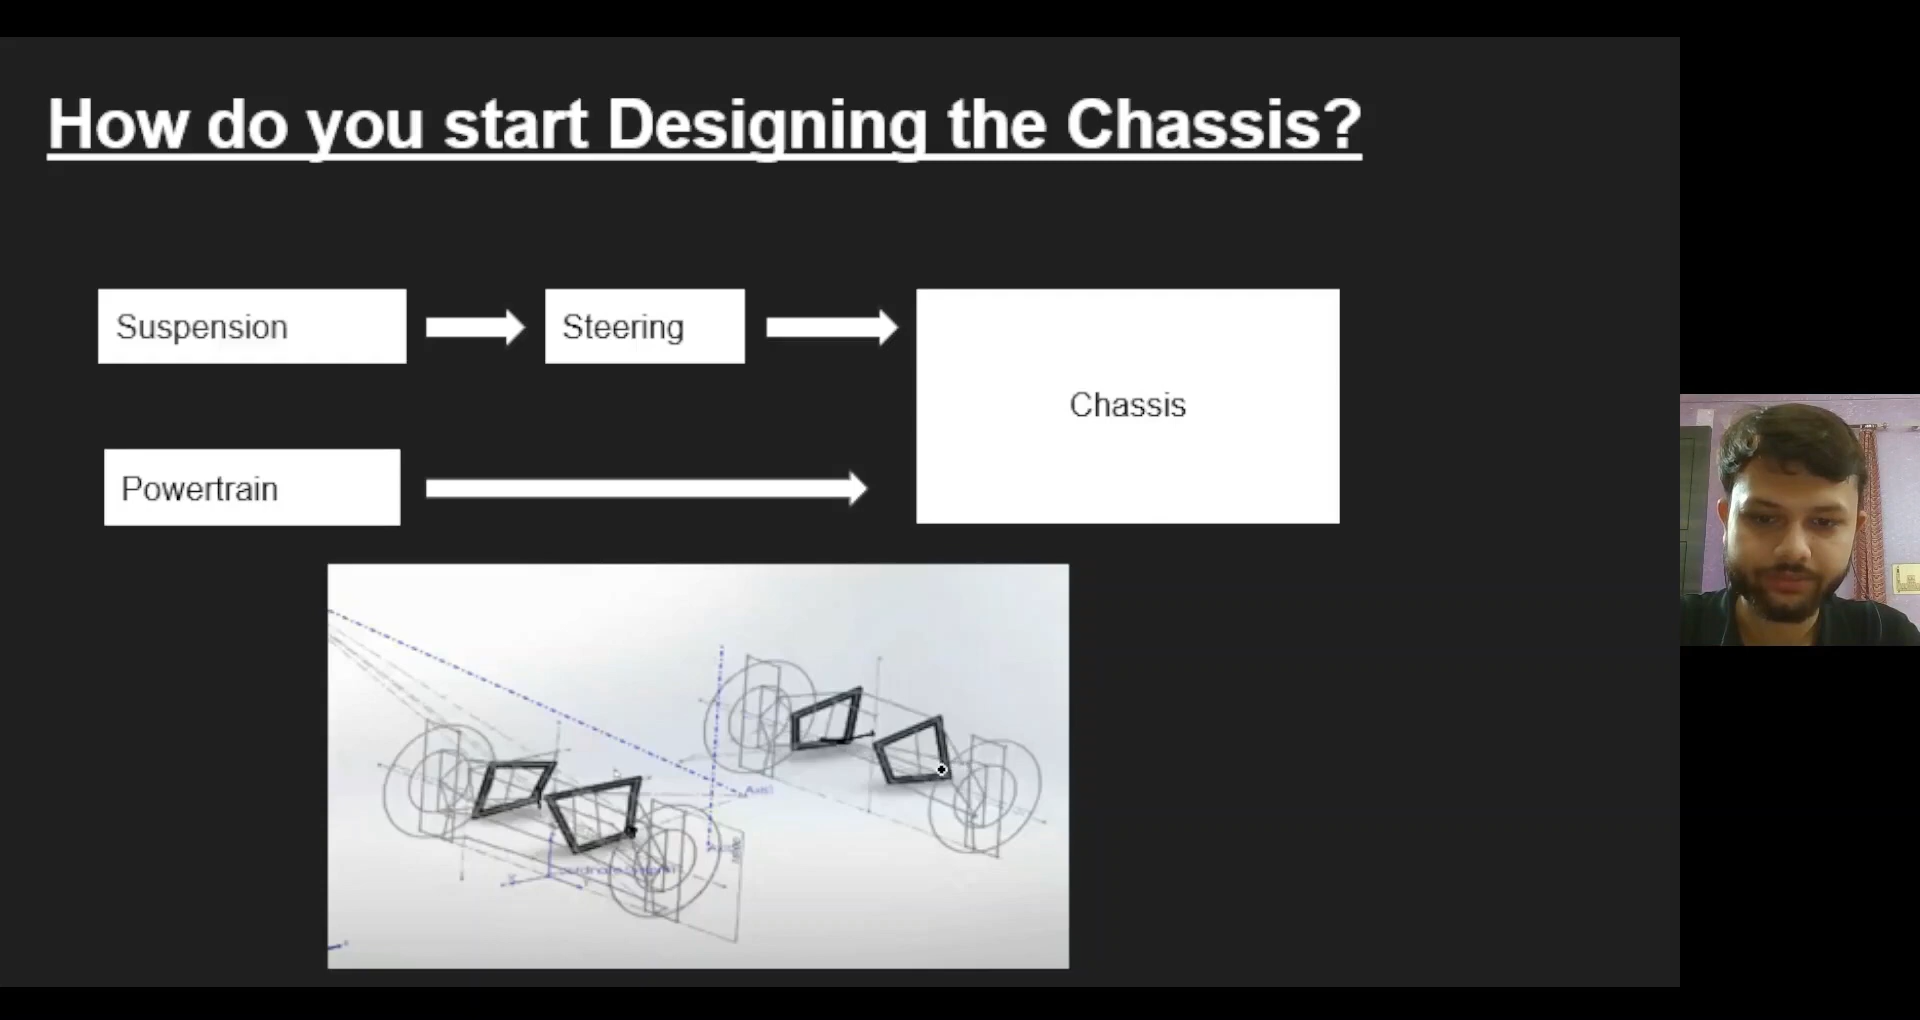 How do you start Designing the Chassis?
Suspension
Steering
Chassis
Powertrain